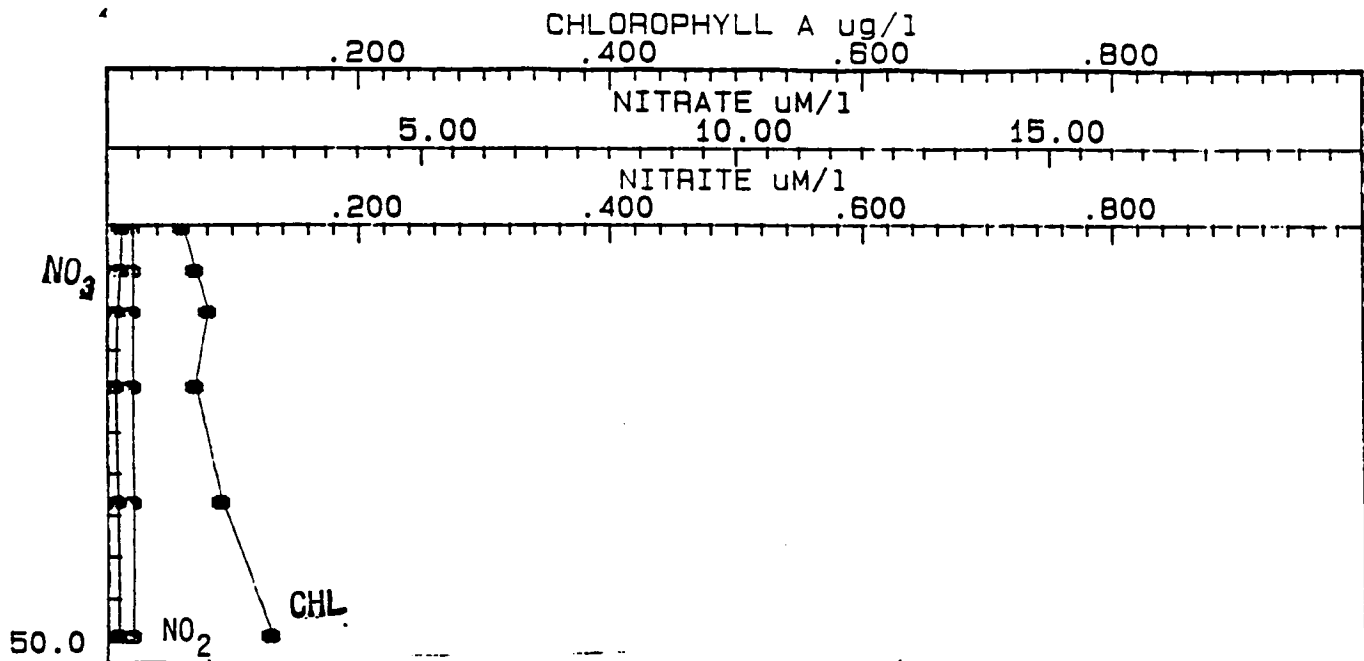 CHLOROPHYLL A ug/l
.200 .400 .600 .800
NITRATE uM/l
5.00 10.00 15.00
NITRITE uM/l
.200 .400 .600 .800
NO3
CHL
50.0 NO2